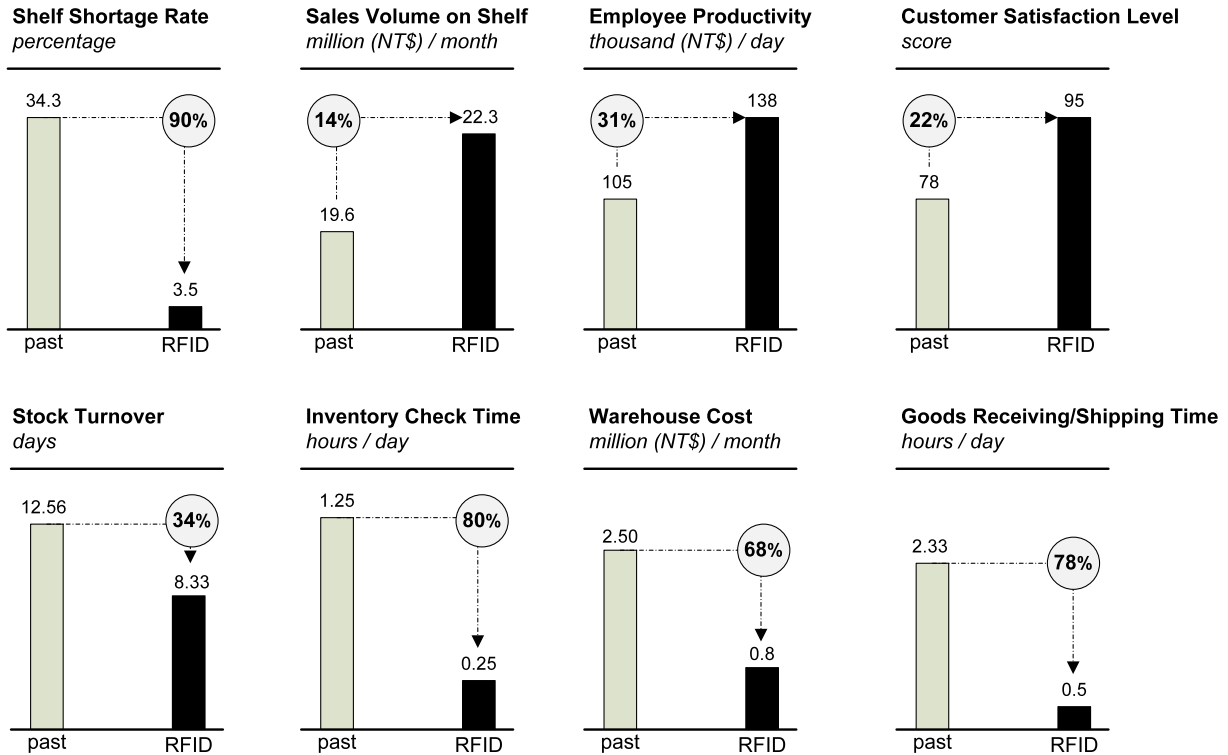 Shelf Shortage Rate
percentage
34.3
90%
3.5
past
RFID
Sales Volume on Shelf
million (NT$) / month
14%
22.3
19.6
past
RFID
Employee Productivity
thousand (NT$) / day
31%
138
105
past
RFID
Customer Satisfaction Level
score
22%
95
78
past
RFID
Stock Turnover
days
12.56
34%
8.33
past
RFID
Inventory Check Time
hours / day
1.25
80%
0.25
past
RFID
Warehouse Cost
million (NT$) / month
2.50
68%
0.8
past
RFID
Goods Receiving/Shipping Time
hours / day
2.33
78%
0.5
past
RFID